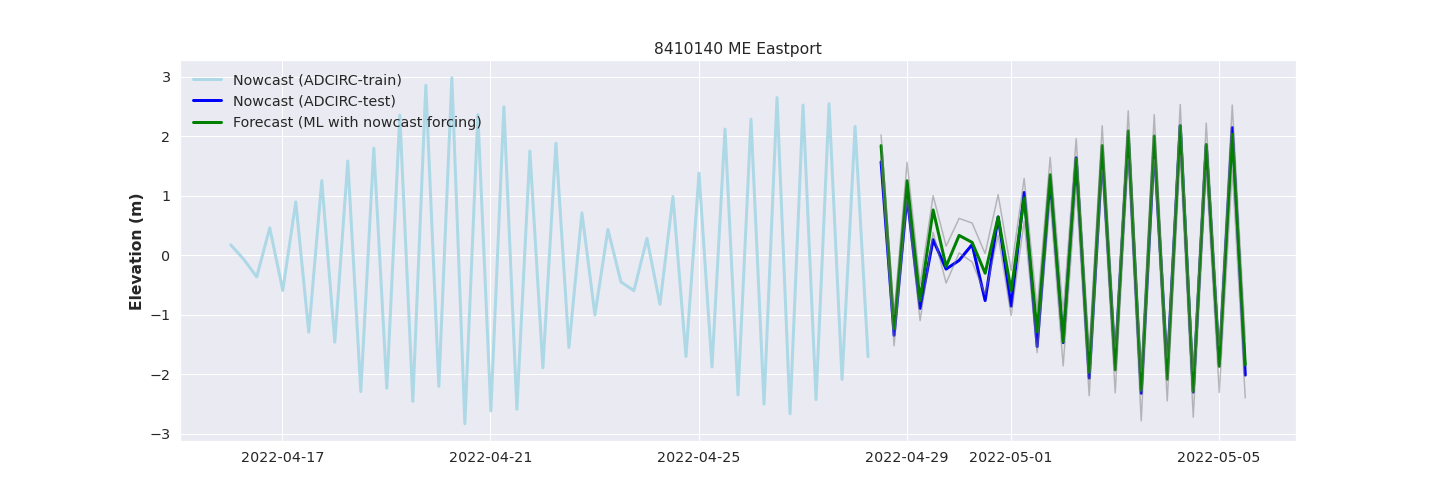 8410140 ME Eastport
Nowcast (ADCIRC-train)
Nowcast (ADCIRC-test)
Forecast (ML with nowcast forcing)
Elevation (m)
3
2
1
0
−1
−2
−3
2022-04-17
2022-04-21
2022-04-25
2022-04-29
2022-05-01
2022-05-05